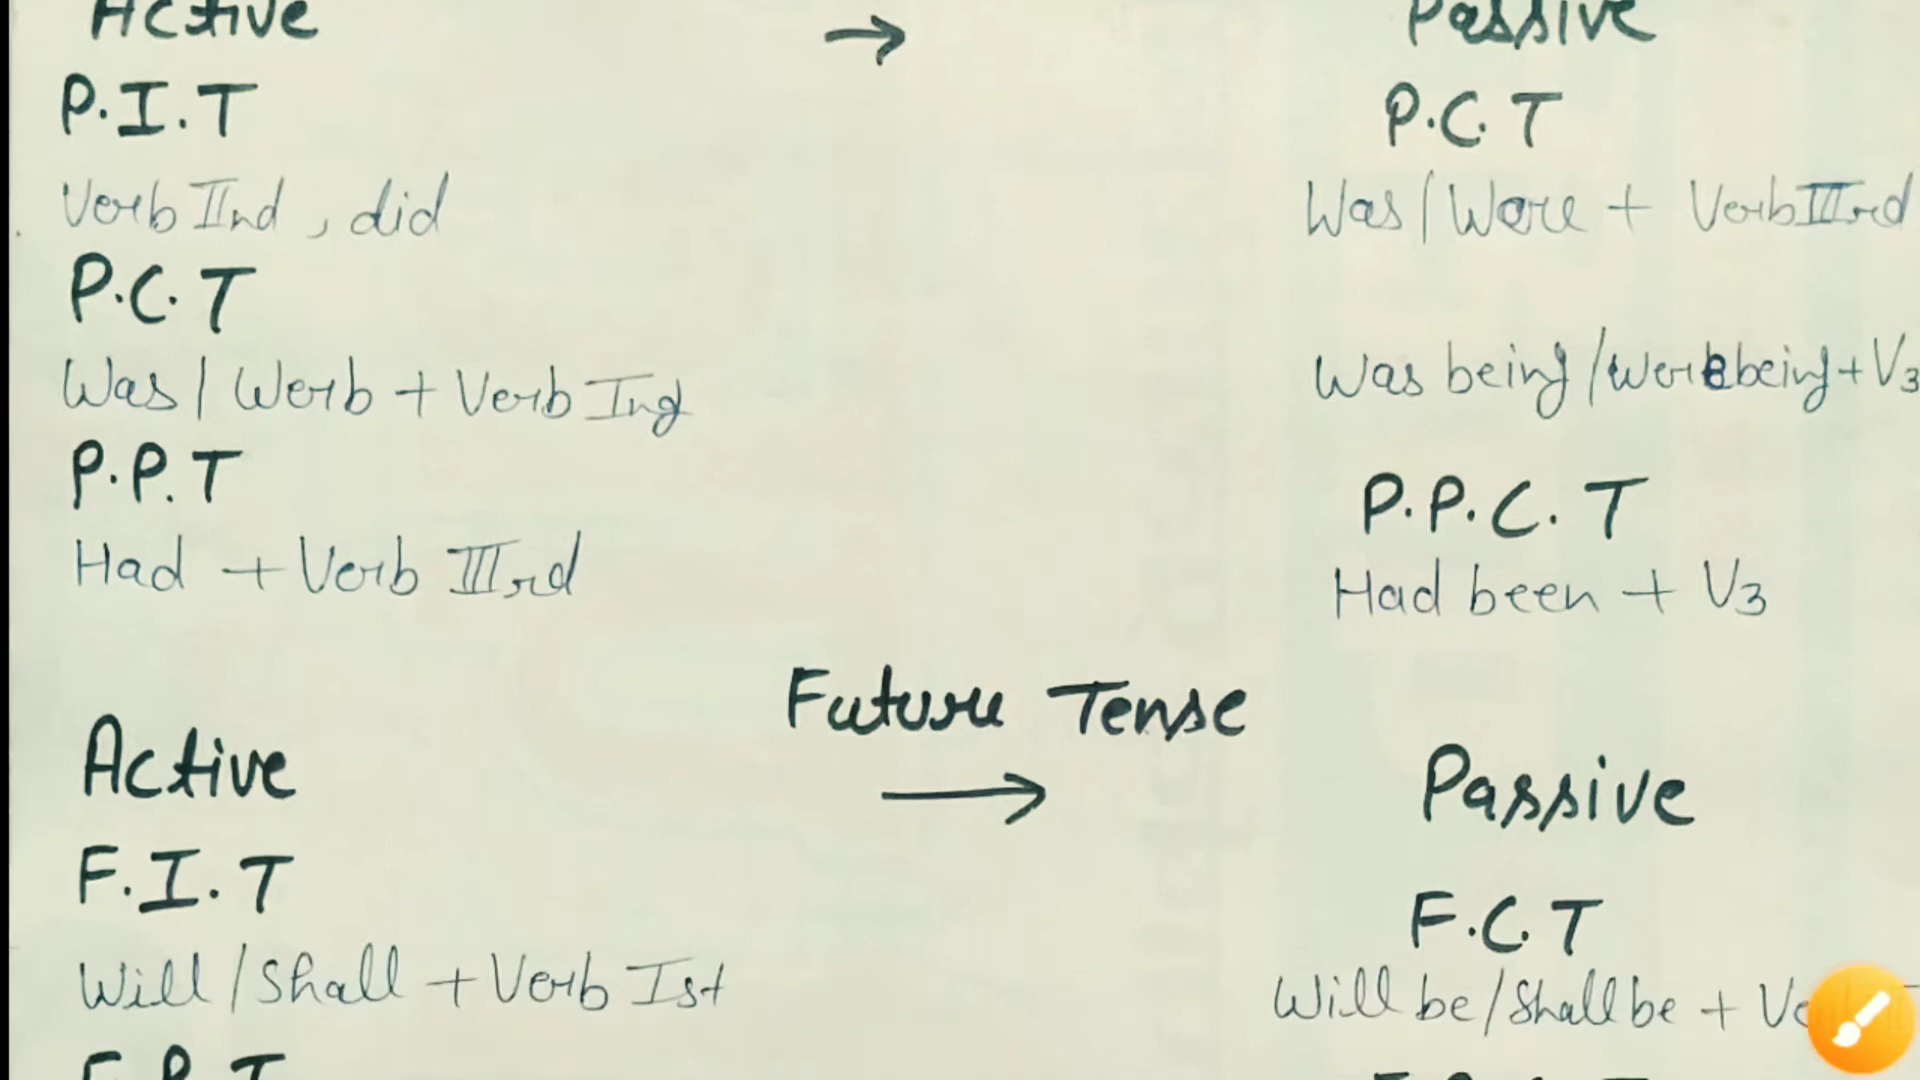 Active → Passive
P.I.T P.C.T
Verb IInd, did Was/Were + Verb IIIrd
P.C.T
Was/Werb + Verb Ing Was being/were being + V3
P.P.T P.P.C.T
Had + Verb IIIrd Had been + V3
Future Tense
Active → Passive
F.I.T F.C.T
Will/Shall + Verb Ist Will be/Shall be +